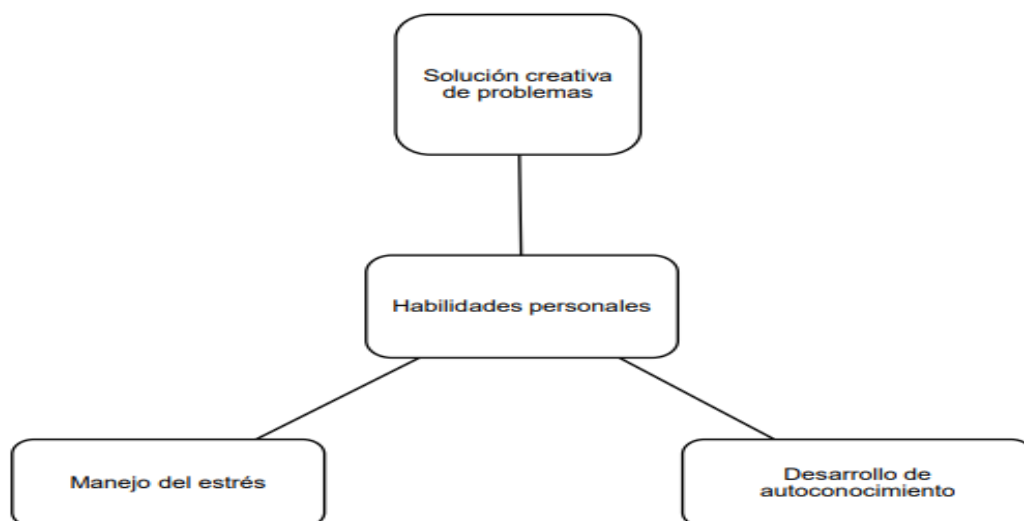 Solución creativa
de problemas
Habilidades personales
Manejo del estrés
Desarrollo de
autoconocimiento